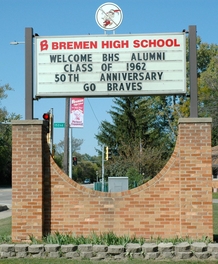 B BREMEN HIGH SCHOOL
WELCOME BHS ALUMNI
CLASS OF 1962
50TH ANNIVERSARY
GO BRAVES